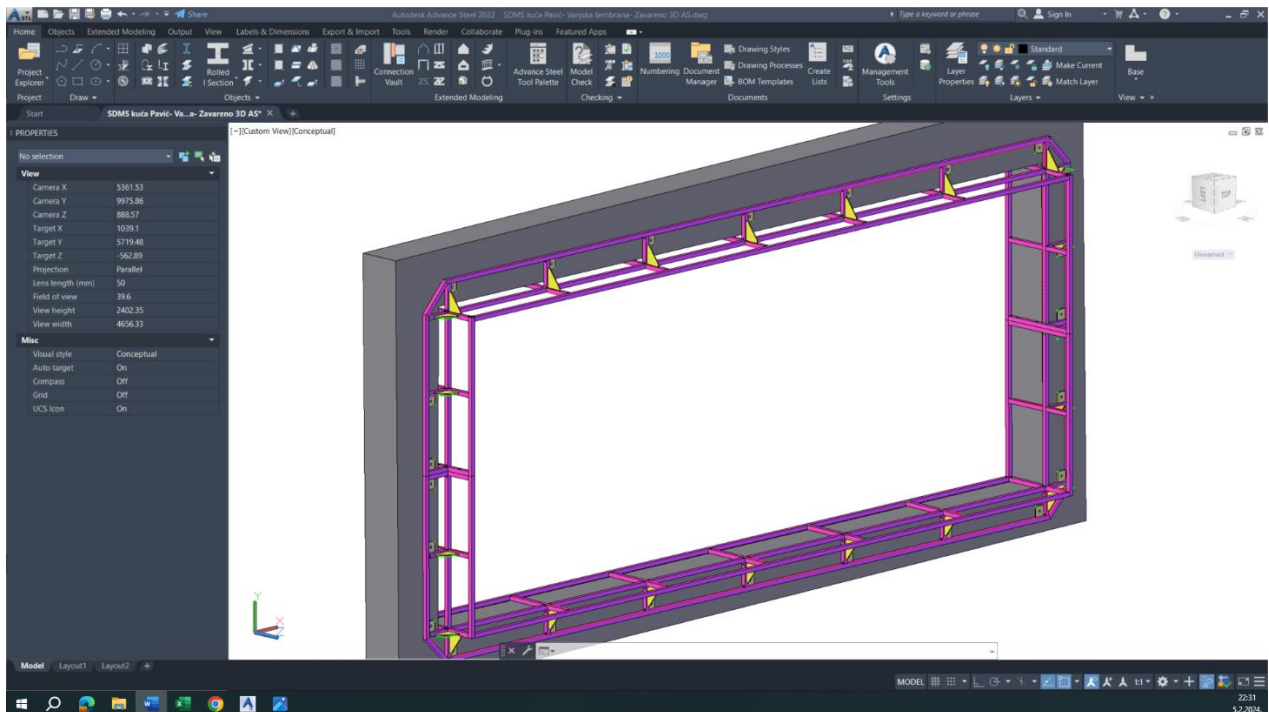 STL
Share
Autodesk Advance Steel 2022 SDMS kuća Pavić- Vanjska šembrana- Zavareno 3D AS.dwg
Type a keyword or phrase
Sign In
Home Objects Extended Modeling Output View Labels & Dimensions Export & Import Tools Render Collaborate Plug-ins Featured Apps
Project Explorer
Rolled I Section
Connection Vault
Advance Steel Tool Palette
Model Check
1000
Numbering
Document Manager
Drawing Styles
Drawing Processes
BOM Templates
Create Lists
Management Tools
Layer Properties
Standard
Make Current
Match Layer
Base
Project Draw Objects Extended Modeling Checking Documents Settings Layers View
Start SDMS kuća Pavić- Va...a- Zavareno 3D AS*
PROPERTIES
[−][Custom View][Conceptual]
No selection
View
Camera X 5361.53
Camera Y 9975.86
Camera Z 888.57
Target X 1039.1
Target Y 5719.48
Target Z -562.89
Projection Parallel
Lens length (mm) 50
Field of view 39.6
View height 2402.35
View width 4656.33
Misc
Visual style Conceptual
Auto target On
Compass Off
Grid Off
UCS Icon On
LEFT
TOP
Unnamed
Y
X
Z
Model Layout1 Layout2
MODEL
1:1
22:31
5.2.2024.